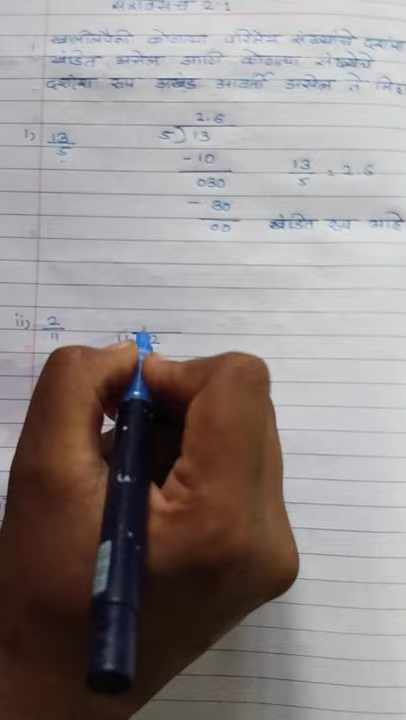 सरावसंच 2.1
खालीलपैकी कोणत्या परिमेय संख्यांचे दशांश
खंडित असेल आणि कोणत्या संख्येचे
दशांश रूप अखंड आवर्ती असेल ते लिहा
i) 13/5
2.6
5)13
-10
030
- 30
00
13/5 = 2.6
खंडित रूप आहे
ii) 2/11